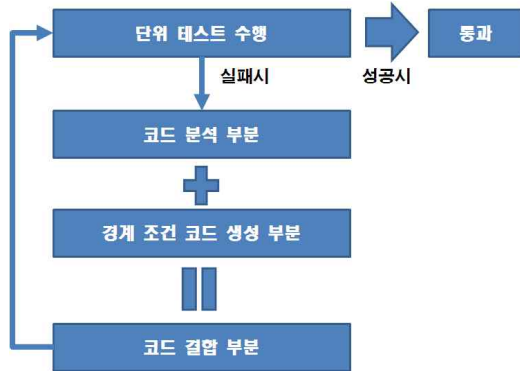 단위 테스트 수행
통과
실패시
성공시
코드 분석 부분
경계 조건 코드 생성 부분
코드 결합 부분